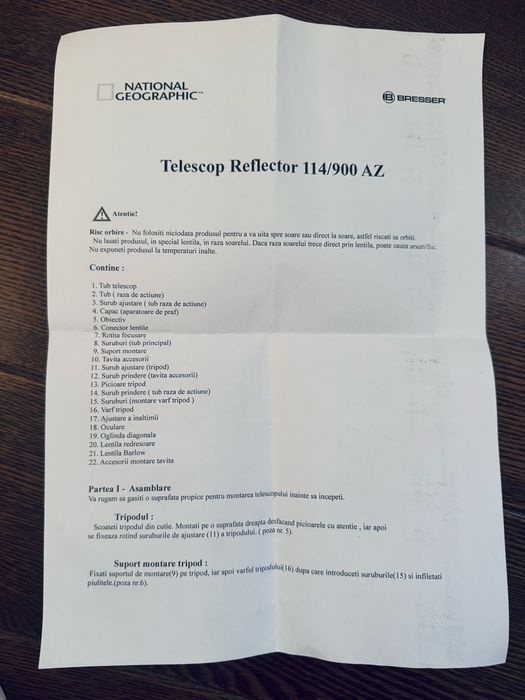 NATIONAL
GEOGRAPHIC™
BRESSER
Telescop Reflector 114/900 AZ
Atentie!
Risc orbire - Nu folositi niciodata produsul pentru a va uita spre soare sau direct la soare, astfel riscati sa orbiti.
Nu lasati produsul, in special lentila, in raza soarelui. Daca raza soarelui trece direct prin lentila, poate cauza arsuri/foc.
Nu expuneti produsul la temperaturi inalte.
Contine :
1. Tub telescop
2. Tub ( raza de actiune)
3. Surub ajustare ( tub raza de actiune)
4. Capac (aparatoare de praf)
5. Obiectiv
6. Conector lentile
7. Rotita focusare
8. Suruburi (tub principal)
9. Suport montare
10. Tavita accesorii
11. Surub ajustare (tripod)
12. Surub prindere (tavita accesorii)
13. Picioare tripod
14. Surub prindere ( tub raza de actiune)
15. Suruburi (montare varf tripod )
16. Varf tripod
17. Ajustare a inaltimii
18. Oculare
19. Oglinda diagonala
20. Lentila redresoare
21. Lentila Barlow
22. Accesorii montare tavita
Partea I - Asamblare
Va rugam sa gasiti o suprafata propice pentru montarea telescopului inainte sa incepeti.
Tripodul :
Scoateti tripodul din cutie. Montati pe o suprafata dreapta desfacand picioarele cu atentie , iar apoi
se fixeaza rotind suruburile de ajustare (11) a tripodului. ( poza nr. 5).
Suport montare tripod :
Fixati suportul de montare(9) pe tripod, iar apoi varful tripodului(16) dupa care introduceti suruburile(15) si infiletati
piulitele.(poza nr.6).